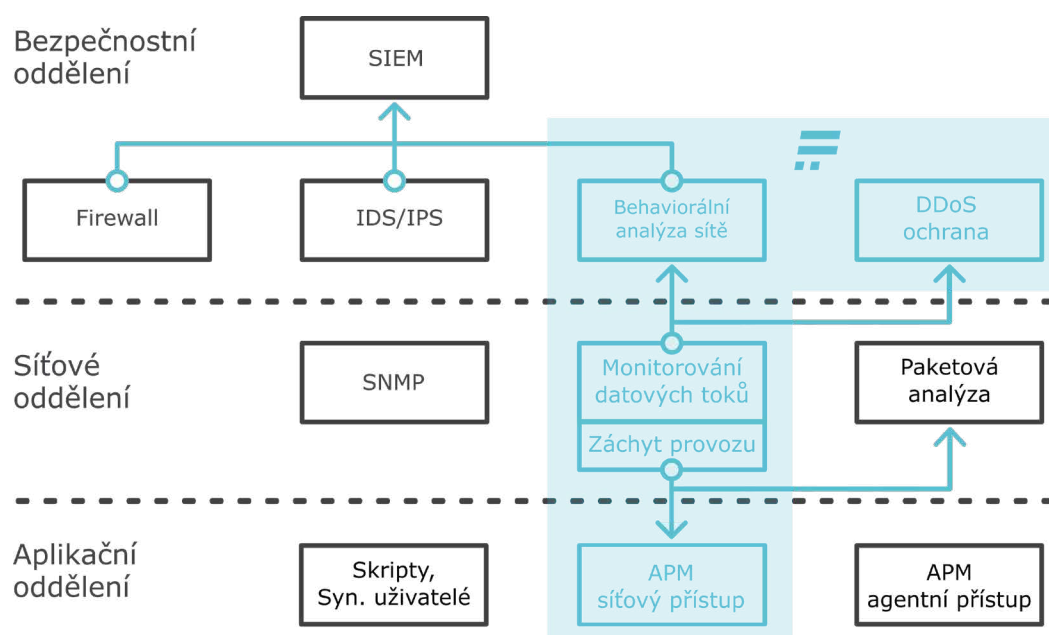 Bezpečnostní
oddělení
SIEM
Firewall
IDS/IPS
Behaviorální
analýza sítě
DDoS
ochrana
Síťové
oddělení
SNMP
Monitorování
datových toků
Záchyt provozu
Paketová
analýza
Aplikační
oddělení
Skripty,
Syn. uživatelé
APM
síťový přístup
APM
agentní přístup